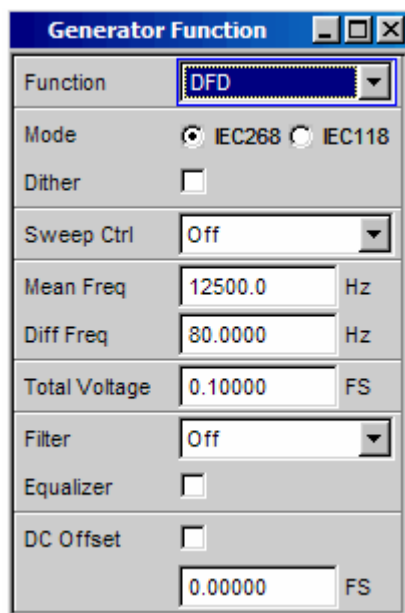 Generator Function
Function DFD
Mode IEC268 IEC118
Dither
Sweep Ctrl Off
Mean Freq 12500.0 Hz
Diff Freq 80.0000 Hz
Total Voltage 0.10000 FS
Filter Off
Equalizer
DC Offset
0.00000 FS